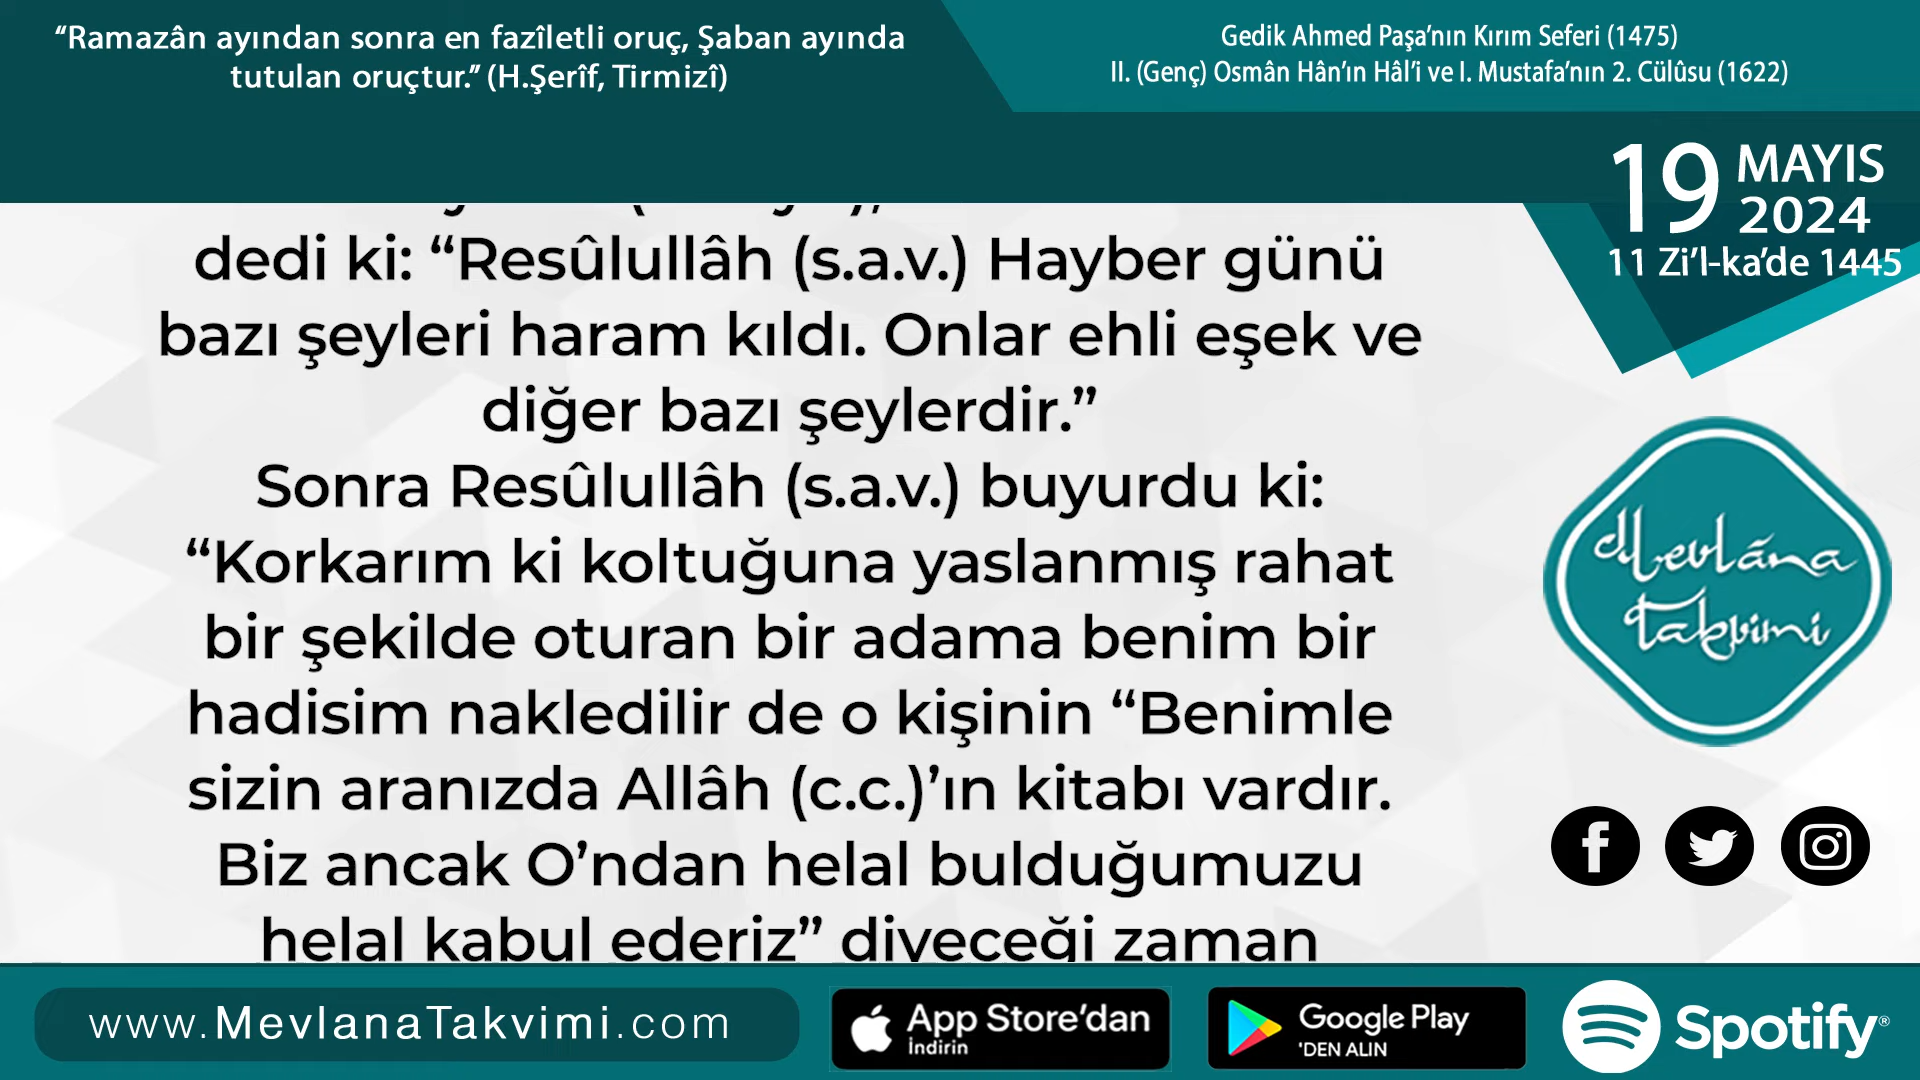 “Ramazân ayından sonra en fazîletli oruç, Şaban ayında
tutulan oruçtur.” (H.Şerîf, Tirmizî)
Gedik Ahmed Paşa’nın Kırım Seferi (1475)
II. (Genç) Osmân Hân’ın Hâl’i ve I. Mustafa’nın 2. Cülûsu (1622)
19 MAYIS
2024
11 Zi’l-ka’de 1445
dedi ki: “Resûlullâh (s.a.v.) Hayber günü
bazı şeyleri haram kıldı. Onlar ehli eşek ve
diğer bazı şeylerdir.”
Sonra Resûlullâh (s.a.v.) buyurdu ki:
“Korkarım ki koltuğuna yaslanmış rahat
bir şekilde oturan bir adama benim bir
hadisim nakledilir de o kişinin “Benimle
sizin aranızda Allâh (c.c.)’ın kitabı vardır.
Biz ancak O’ndan helal bulduğumuzu
helal kabul ederiz” diyeceği zaman
Mevlâna
takvimi
www.MevlanaTakvimi.com
App Store’dan
İndirin
Google Play
'DEN ALIN
Spotify®